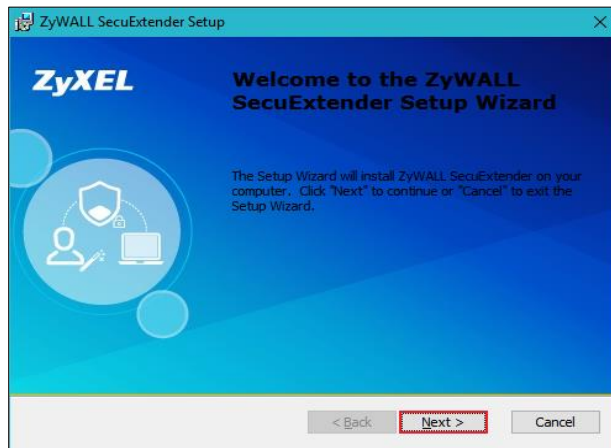 ZyWALL SecuExtender Setup
ZyXEL
Welcome to the ZyWALL
SecuExtender Setup Wizard
The Setup Wizard will install ZyWALL SecuExtender on your
computer. Click "Next" to continue or "Cancel" to exit the
Setup Wizard.
< Back
Next >
Cancel